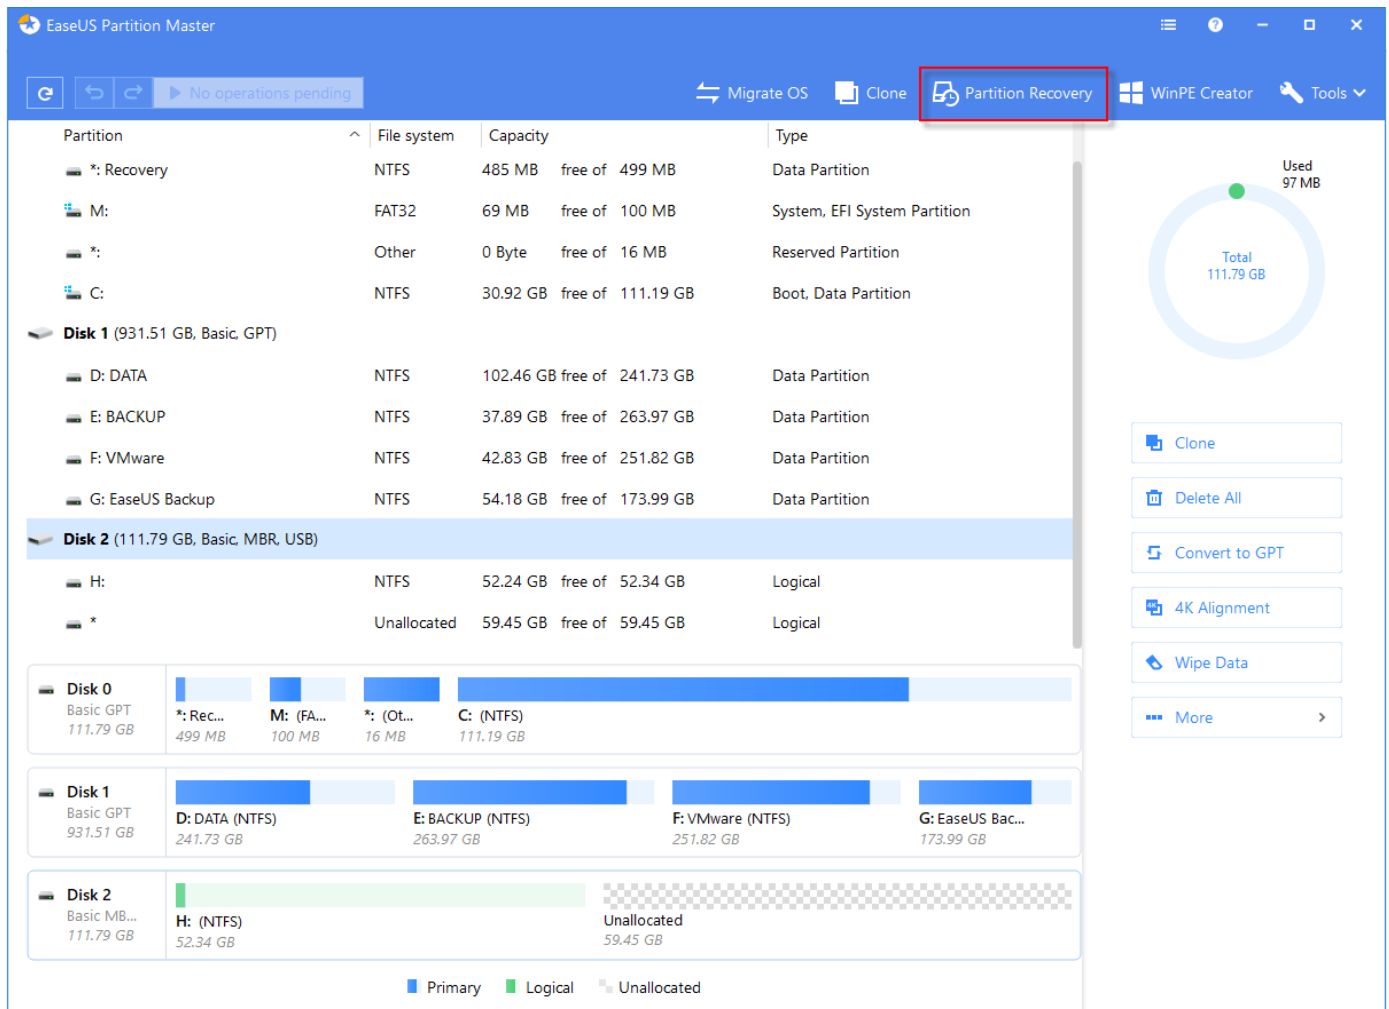 EaseUS Partition Master
No operations pending
Migrate OS Clone Partition Recovery WinPE Creator Tools
Partition File system Capacity Type
*: Recovery NTFS 485 MB free of 499 MB Data Partition
M: FAT32 69 MB free of 100 MB System, EFI System Partition
*: Other 0 Byte free of 16 MB Reserved Partition
C: NTFS 30.92 GB free of 111.19 GB Boot, Data Partition
Disk 1 (931.51 GB, Basic, GPT)
D: DATA NTFS 102.46 GB free of 241.73 GB Data Partition
E: BACKUP NTFS 37.89 GB free of 263.97 GB Data Partition
F: VMware NTFS 42.83 GB free of 251.82 GB Data Partition
G: EaseUS Backup NTFS 54.18 GB free of 173.99 GB Data Partition
Disk 2 (111.79 GB, Basic, MBR, USB)
H: NTFS 52.24 GB free of 52.34 GB Logical
* Unallocated 59.45 GB free of 59.45 GB Logical
Used
97 MB
Total
111.79 GB
Clone
Delete All
Convert to GPT
4K Alignment
Wipe Data
More
Disk 0
Basic GPT
111.79 GB
*: Rec... M: (FA... *: (Ot... C: (NTFS)
499 MB 100 MB 16 MB 111.19 GB
Disk 1
Basic GPT
931.51 GB
D: DATA (NTFS) E: BACKUP (NTFS) F: VMware (NTFS) G: EaseUS Bac...
241.73 GB 263.97 GB 251.82 GB 173.99 GB
Disk 2
Basic MB...
111.79 GB
H: (NTFS) Unallocated
52.34 GB 59.45 GB
Primary Logical Unallocated